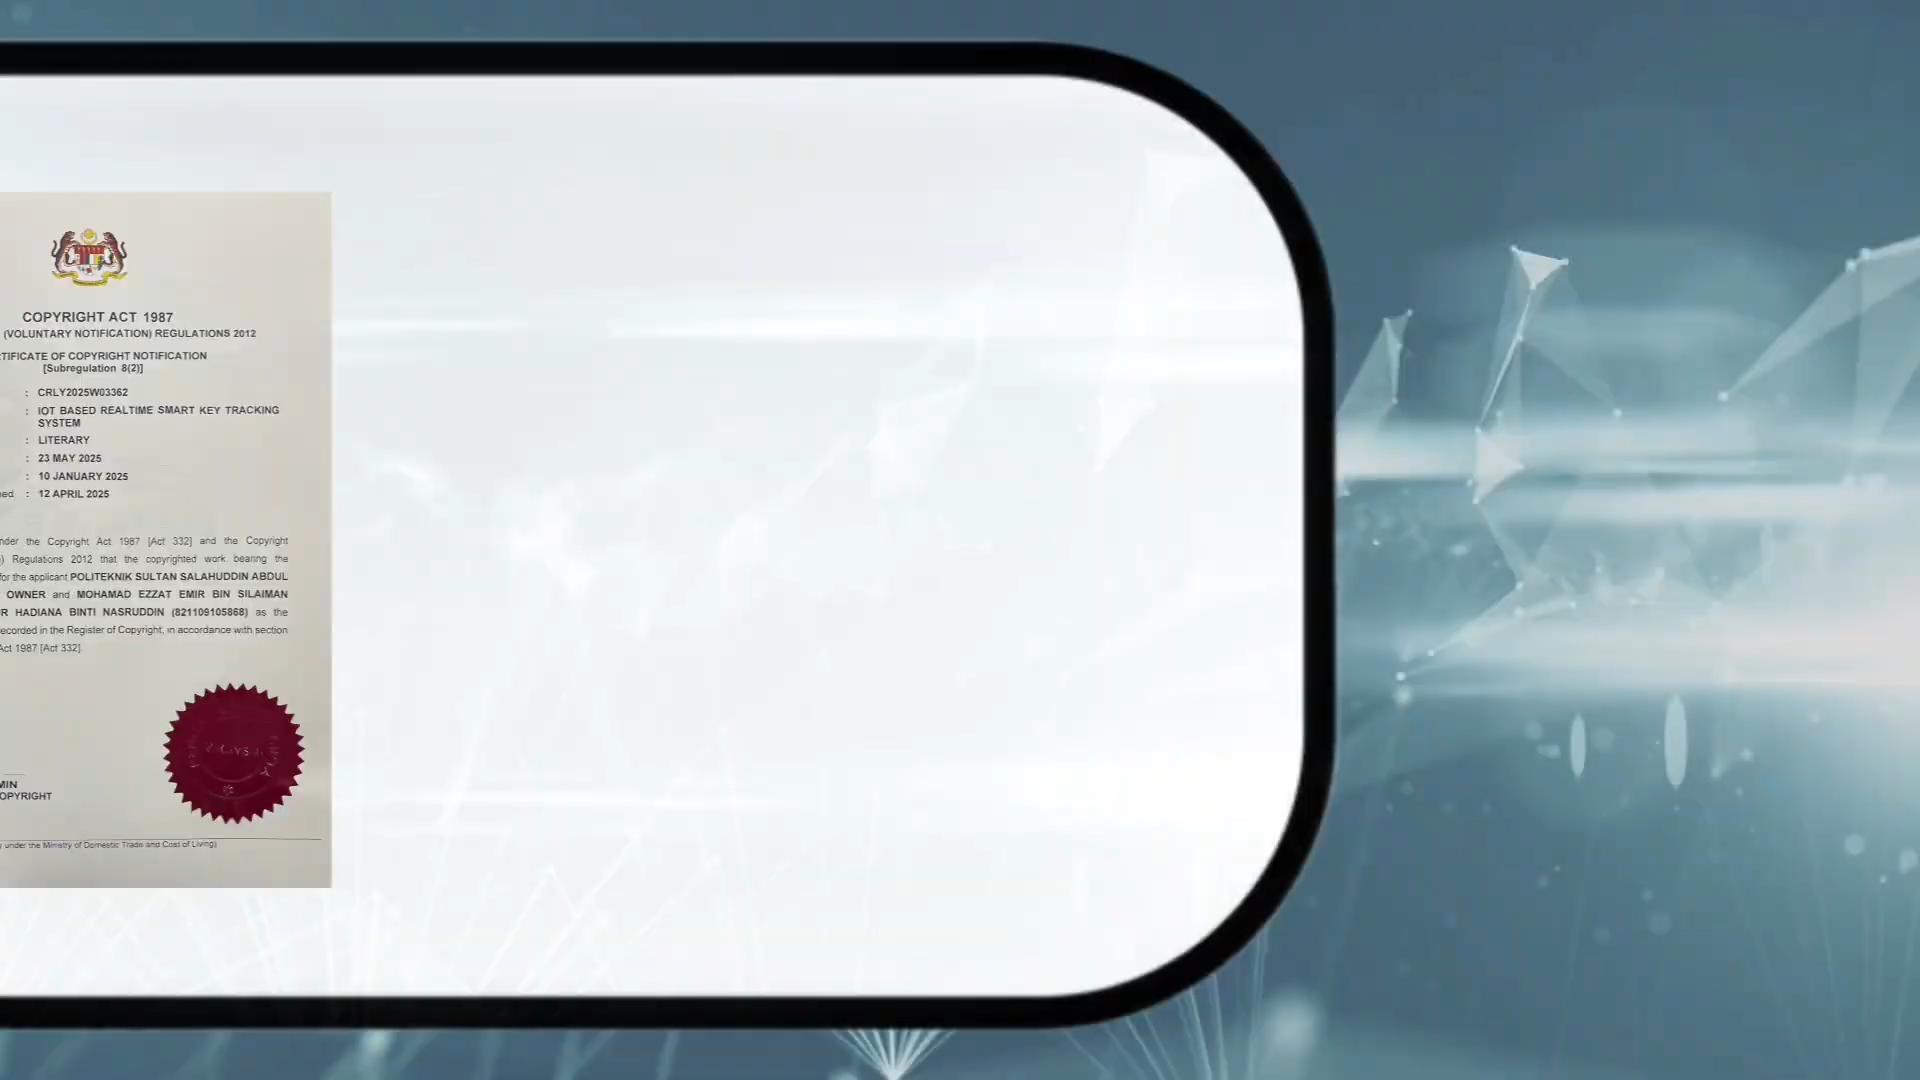 COPYRIGHT ACT 1987
(VOLUNTARY NOTIFICATION) REGULATIONS 2012
TIFICATE OF COPYRIGHT NOTIFICATION
[Subregulation 8(2)]
: CRLY2025W03362
: IOT BASED REALTIME SMART KEY TRACKING
SYSTEM
: LITERARY
: 23 MAY 2025
: 10 JANUARY 2025
ed : 12 APRIL 2025
nder the Copyright Act 1987 [Act 332] and the Copyright
) Regulations 2012 that the copyrighted work bearing the
for the applicant POLITEKNIK SULTAN SALAHUDDIN ABDUL
OWNER and MOHAMAD EZZAT EMIR BIN SILAIMAN
R HADIANA BINTI NASRUDDIN (821109105868) as the
ecorded in the Register of Copyright, in accordance with section
Act 1987 [Act 332].
MIN
OPYRIGHT
y under the Ministry of Domestic Trade and Cost of Living)